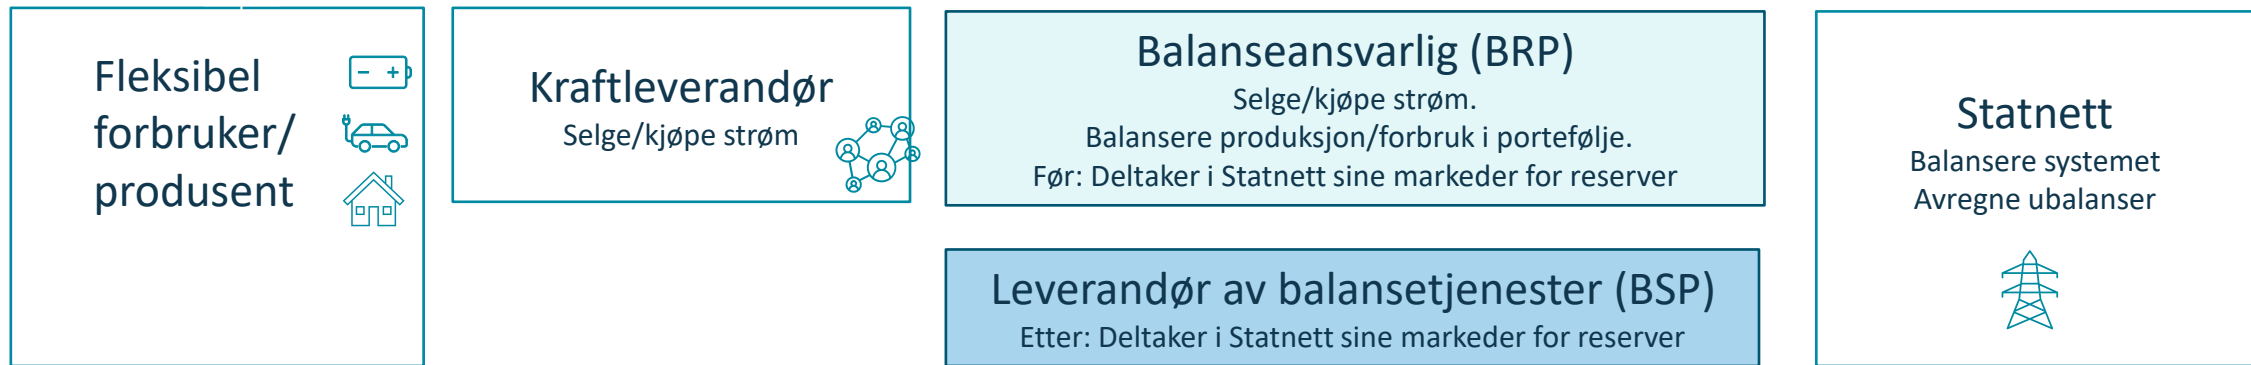 Fleksibel
forbruker/
produsent
Kraftleverandør
Selge/kjøpe strøm
Balanseansvarlig (BRP)
Selge/kjøpe strøm.
Balansere produksjon/forbruk i portefølje.
Før: Deltaker i Statnett sine markeder for reserver
Leverandør av balansetjenester (BSP)
Etter: Deltaker i Statnett sine markeder for reserver
Statnett
Balansere systemet
Avregne ubalanser